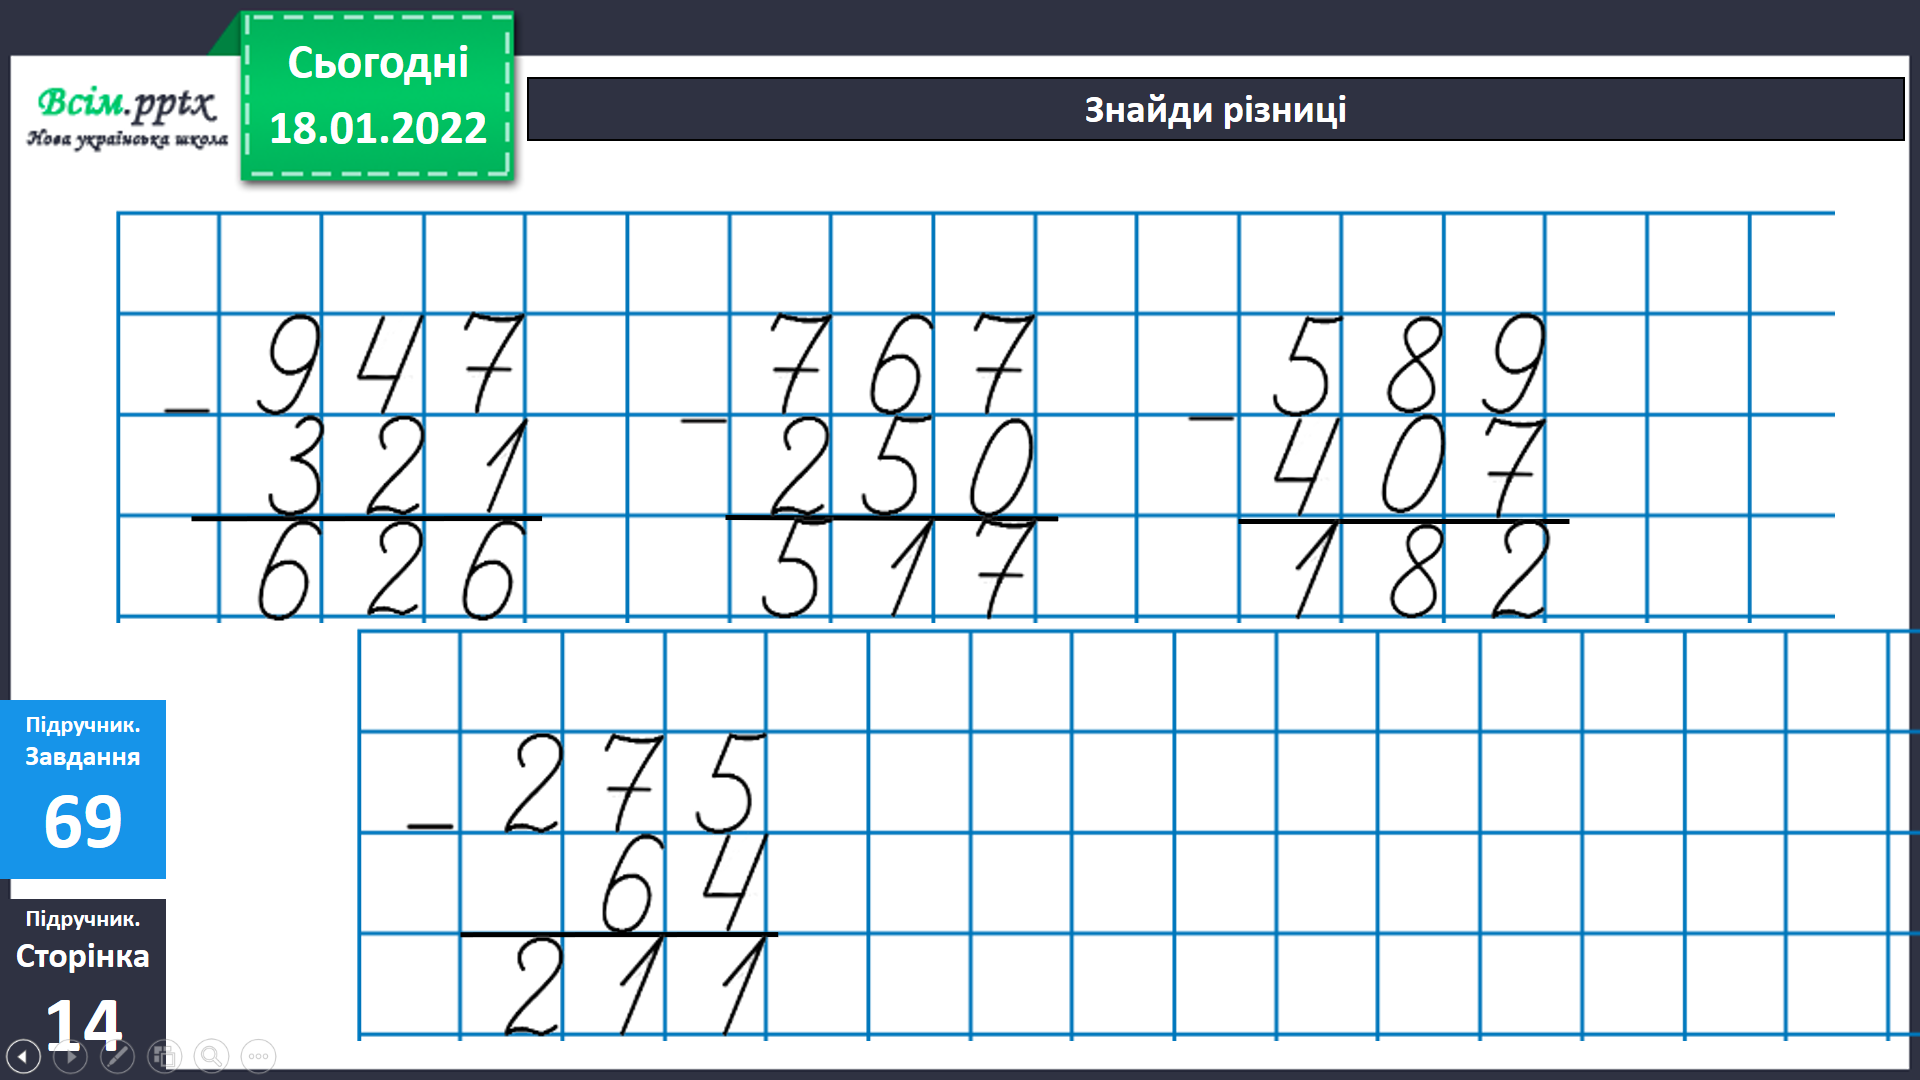 Сьогодні
18.01.2022
Всім.pptx
Нова українська школа
Знайди різниці
947 767 589
– – –
321 250 407
626 517 182
275
–
64
211
Підручник.
Завдання
69
Підручник.
Сторінка
14